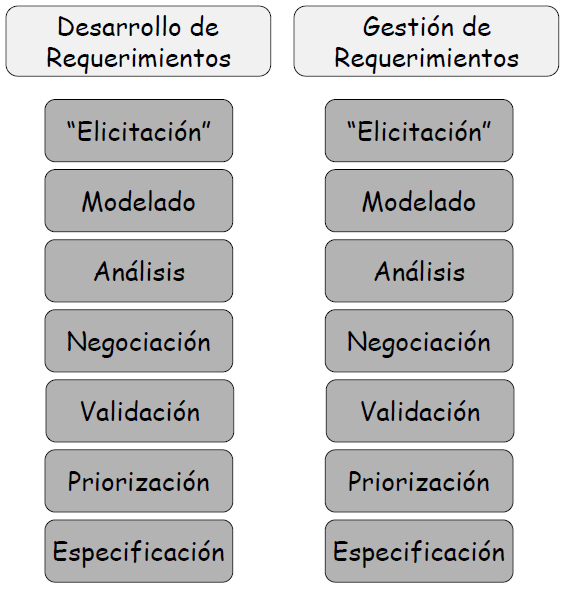 Desarrollo de
Requerimientos
"Elicitación"
Modelado
Análisis
Negociación
Validación
Priorización
Especificación
Gestión de
Requerimientos
"Elicitación"
Modelado
Análisis
Negociación
Validación
Priorización
Especificación